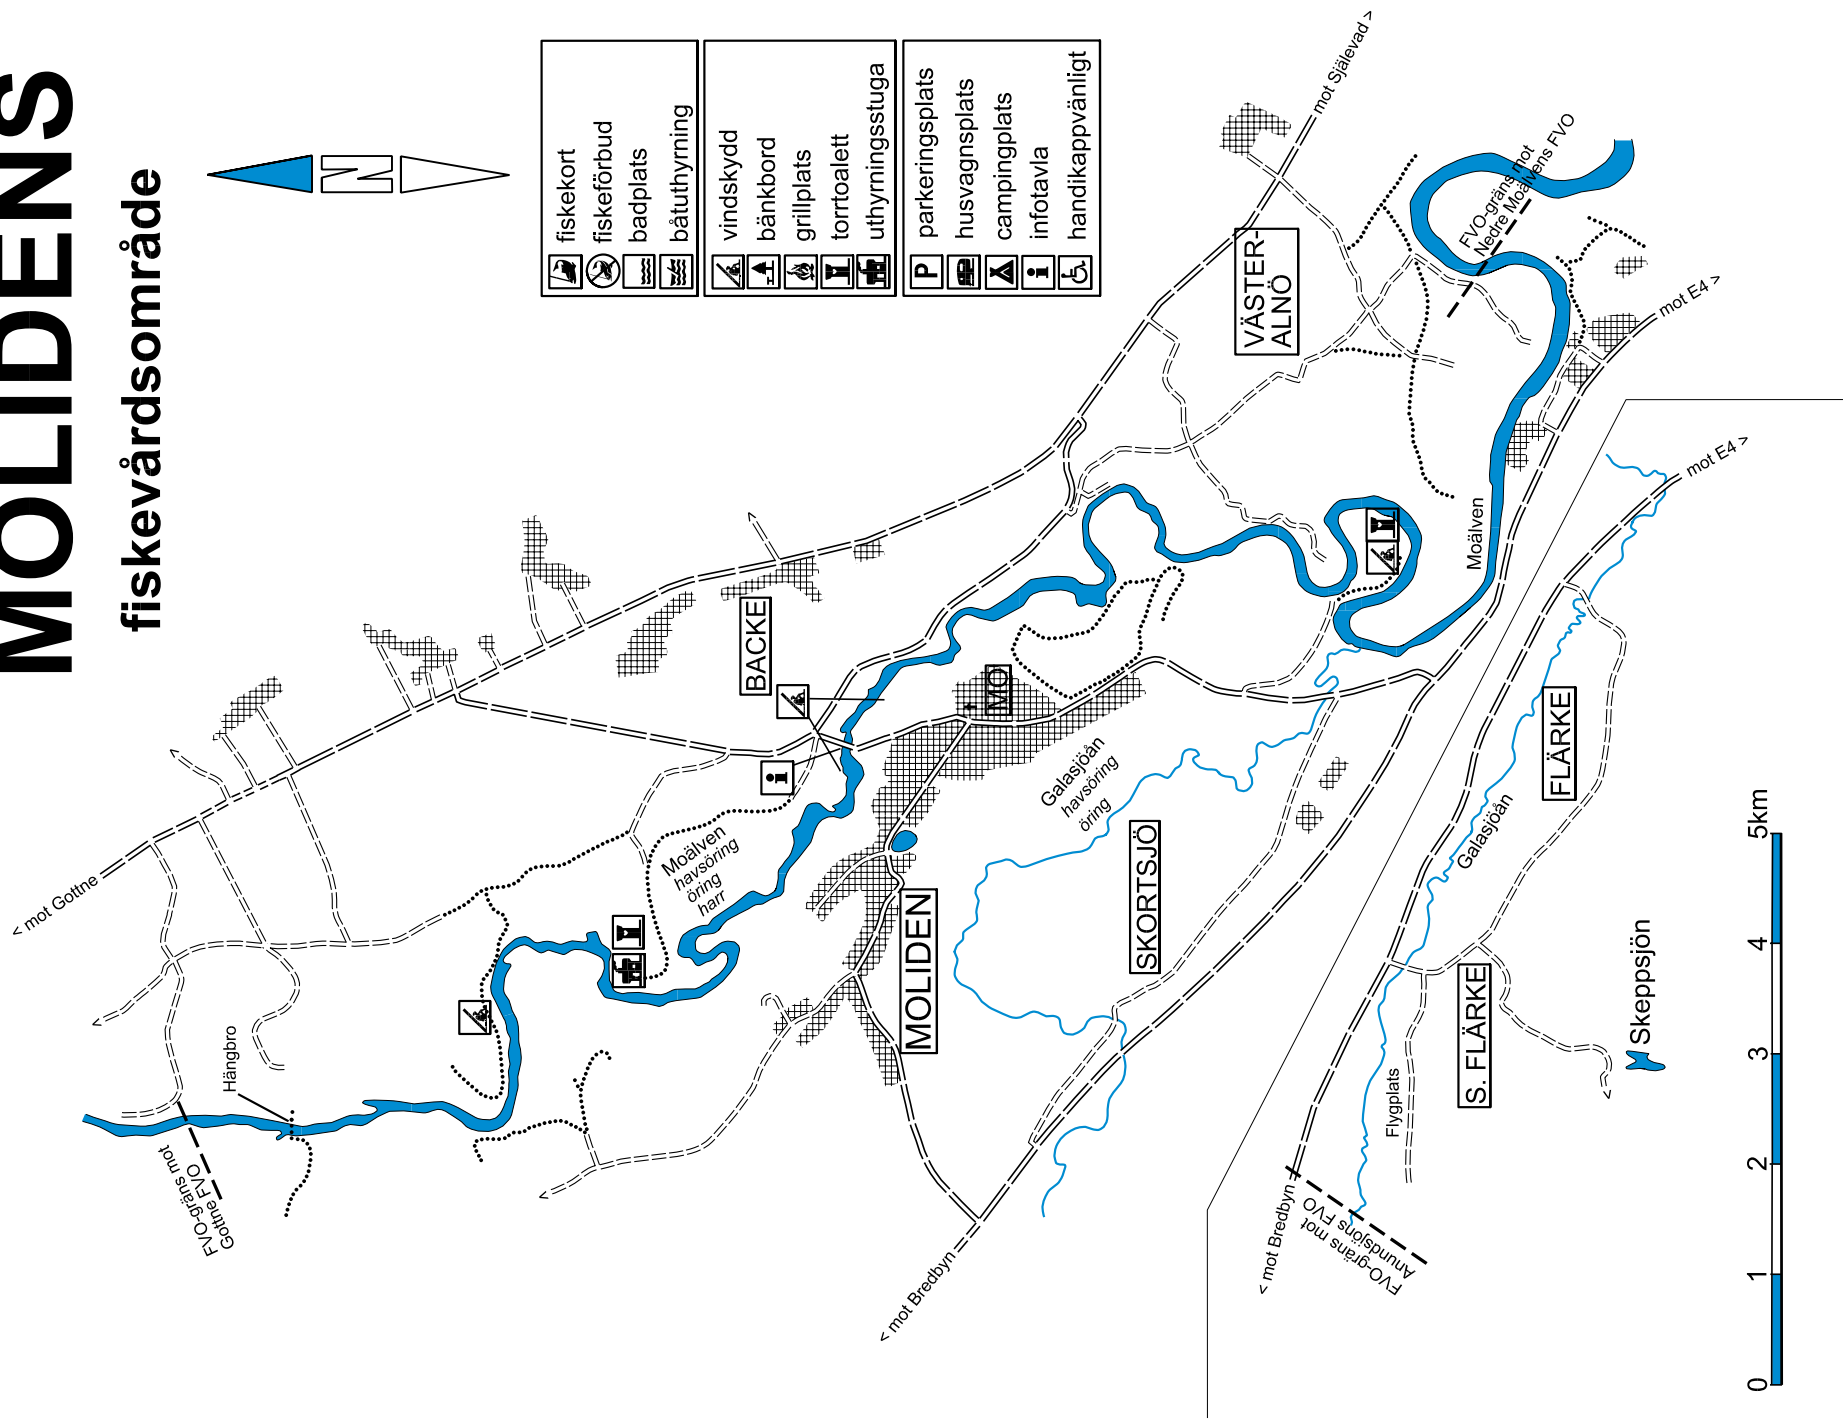 MOLIDENS
fiskevårdsområde
N
fiskekort
fiskeförbud
badplats
båtuthyrning
vindskydd
bänkbord
grillplats
torrtoalett
uthyrningsstuga
parkeringsplats
husvagnsplats
campingplats
infotavla
handikappvänligt
P
i
< mot Gottne
Hängbro
FVO-gräns mot
Gottne FVO
BACKE
i
Moälven
havsöring
öring
harr
MO
MOLIDEN
Galasjöån
havsöring
öring
SKORTSJÖ
< mot Bredbyn
mot Själevad >
VÄSTER-
ALNÖ
FVO-gräns mot
Nedre Moälvens FVO
Moälven
mot E4 >
mot E4 >
FLÄRKE
Galasjöån
S. FLÄRKE
Flygplats
Skeppsjön
< mot Bredbyn
FVO-gräns mot
Anundsjöns FVO
0 1 2 3 4 5km